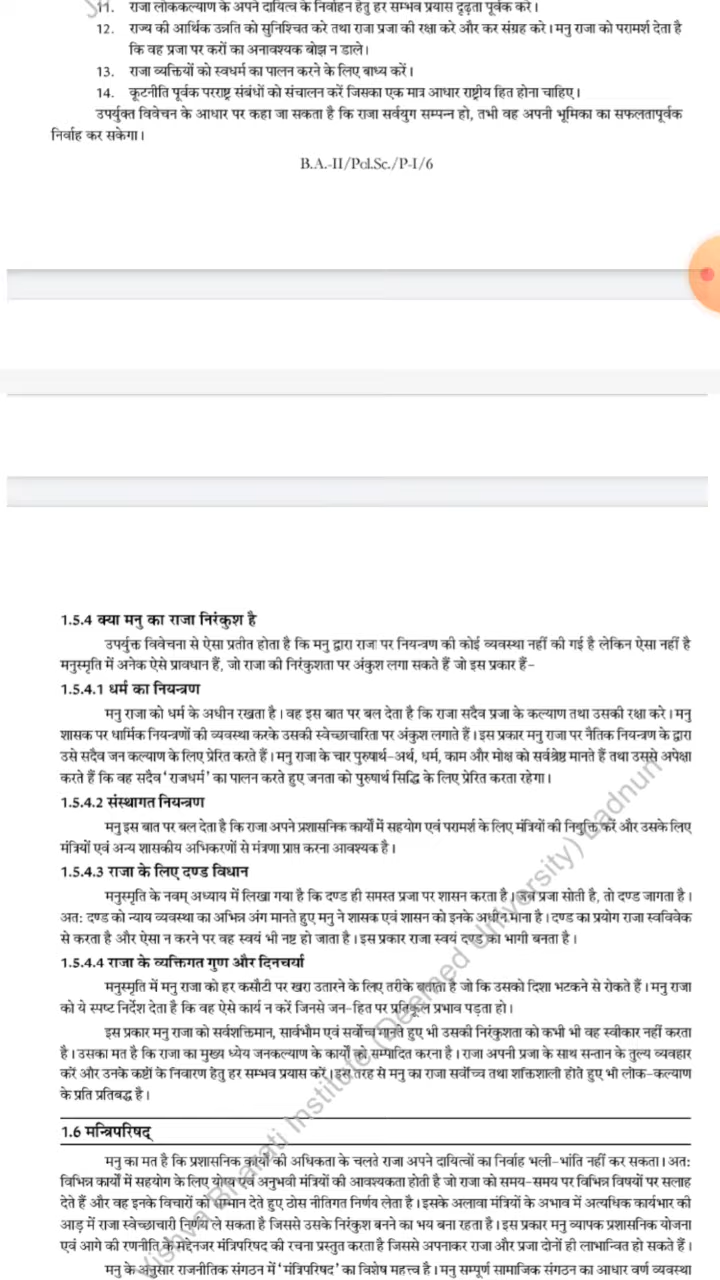 11. राजा लोककल्याण के अपने दायित्व के निर्वाहन हेतु हर सम्भव प्रयास दृढ़ता पूर्वक करें।
12. राज्य की आर्थिक उन्नति को सुनिश्चित करे तथा राजा प्रजा की रक्षा करे और कर संग्रह करे। मनु राजा को परामर्श देता है
कि वह प्रजा पर करों का अनावश्यक बोझ न डाले।
13. राजा व्यक्तियों को स्वधर्म का पालन करने के लिए बाध्य करें।
14. कूटनीति पूर्वक परराष्ट्र संबंधों को संचालन करें जिसका एक मात्र आधार राष्ट्रीय हित होना चाहिए।
उपर्युक्त विवेचन के आधार पर कहा जा सकता है कि राजा सर्वयुग सम्पन्न हो, तभी वह अपनी भूमिका का सफलतापूर्वक
निर्वाह कर सकेगा।
B.A.-II/Pol.Sc./P-I/6
1.5.4 क्या मनु का राजा निरंकुश है
उपर्युक्त विवेचना से ऐसा प्रतीत होता है कि मनु द्वारा राजा पर नियन्त्रण की कोई व्यवस्था नहीं की गई है लेकिन ऐसा नहीं है
मनुस्मृति में अनेक ऐसे प्रावधान हैं, जो राजा की निरंकुशता पर अंकुश लगा सकते हैं जो इस प्रकार हैं-
1.5.4.1 धर्म का नियन्त्रण
मनु राजा को धर्म के अधीन रखता है। वह इस बात पर बल देता है कि राजा सदैव प्रजा के कल्याण तथा उसकी रक्षा करे। मनु
शासक पर धार्मिक नियन्त्रणों की व्यवस्था करके उसकी स्वेच्छाचारिता पर अंकुश लगाते हैं। इस प्रकार मनु राजा पर नैतिक नियन्त्रण के द्वारा
उसे सदैव जन कल्याण के लिए प्रेरित करते हैं। मनु राजा के चार पुरुषार्थ-अर्थ, धर्म, काम और मोक्ष को सर्वश्रेष्ठ मानते हैं तथा उससे अपेक्षा
करते हैं कि वह सदैव 'राजधर्म' का पालन करते हुए जनता को पुरुषार्थ सिद्धि के लिए प्रेरित करता रहेगा।
1.5.4.2 संस्थागत नियन्त्रण
मनु इस बात पर बल देता है कि राजा अपने प्रशासनिक कार्यों में सहयोग एवं परामर्श के लिए मंत्रियों की नियुक्ति करें और उसके लिए
मंत्रियों एवं अन्य शासकीय अभिकरणों से मंत्रणा प्राप्त करना आवश्यक है।
1.5.4.3 राजा के लिए दण्ड विधान
मनुस्मृति के नवम् अध्याय में लिखा गया है कि दण्ड ही समस्त प्रजा पर शासन करता है। जब प्रजा सोती है, तो दण्ड जागता है।
अतः दण्ड को न्याय व्यवस्था का अभिन्न अंग मानते हुए मनु ने शासक एवं शासन को इनके अधीन माना है। दण्ड का प्रयोग राजा स्वविवेक
से करता है और ऐसा न करने पर वह स्वयं भी नष्ट हो जाता है। इस प्रकार राजा स्वयं दण्ड का भागी बनता है।
1.5.4.4 राजा के व्यक्तिगत गुण और दिनचर्या
मनुस्मृति में मनु राजा को हर कसौटी पर खरा उतारने के लिए तरीके बताता है जो कि उसको दिशा भटकने से रोकते हैं। मनु राजा
को ये स्पष्ट निर्देश देता है कि वह ऐसे कार्य न करें जिनसे जन-हित पर प्रतिकूल प्रभाव पड़ता हो।
इस प्रकार मनु राजा को सर्वशक्तिमान, सार्वभौम एवं सर्वोच्च मानते हुए भी उसकी निरंकुशता को कभी भी वह स्वीकार नहीं करता
है। उसका मत है कि राजा का मुख्य ध्येय जनकल्याण के कार्यों को सम्पादित करना है। राजा अपनी प्रजा के साथ सन्तान के तुल्य व्यवहार
करें और उनके कष्टों के निवारण हेतु हर सम्भव प्रयास करें। इस तरह से मनु का राजा सर्वोच्च तथा शक्तिशाली होते हुए भी लोक-कल्याण
के प्रति प्रतिबद्ध है।
1.6 मन्त्रिपरिषद्
मनु का मत है कि प्रशासनिक कार्यों की अधिकता के चलते राजा अपने दायित्वों का निर्वाह भली-भांति नहीं कर सकता। अतः
विभिन्न कार्यों में सहयोग के लिए योग्य एवं अनुभवी मंत्रियों की आवश्यकता होती है जो राजा को समय-समय पर विभिन्न विषयों पर सलाह
देते हैं और वह इनके विचारों को सम्मान देते हुए ठोस नीतिगत निर्णय लेता है। इसके अलावा मंत्रियों के अभाव में अत्यधिक कार्यभार की
आड़ में राजा स्वेच्छाचारी निर्णय ले सकता है जिससे उसके निरंकुश बनने का भय बना रहता है। इस प्रकार मनु व्यापक प्रशासनिक योजना
एवं आगे की रणनीति के मद्देनजर मंत्रिपरिषद की रचना प्रस्तुत करता है जिससे अपनाकर राजा और प्रजा दोनों ही लाभान्वित हो सकते हैं।
मनु के अनुसार राजनीतिक संगठन में 'मंत्रिपरिषद' का विशेष महत्त्व है। मनु सम्पूर्ण सामाजिक संगठन का आधार वर्ण व्यवस्था
Vishva Bharati Institute (Deemed University) Ladnun